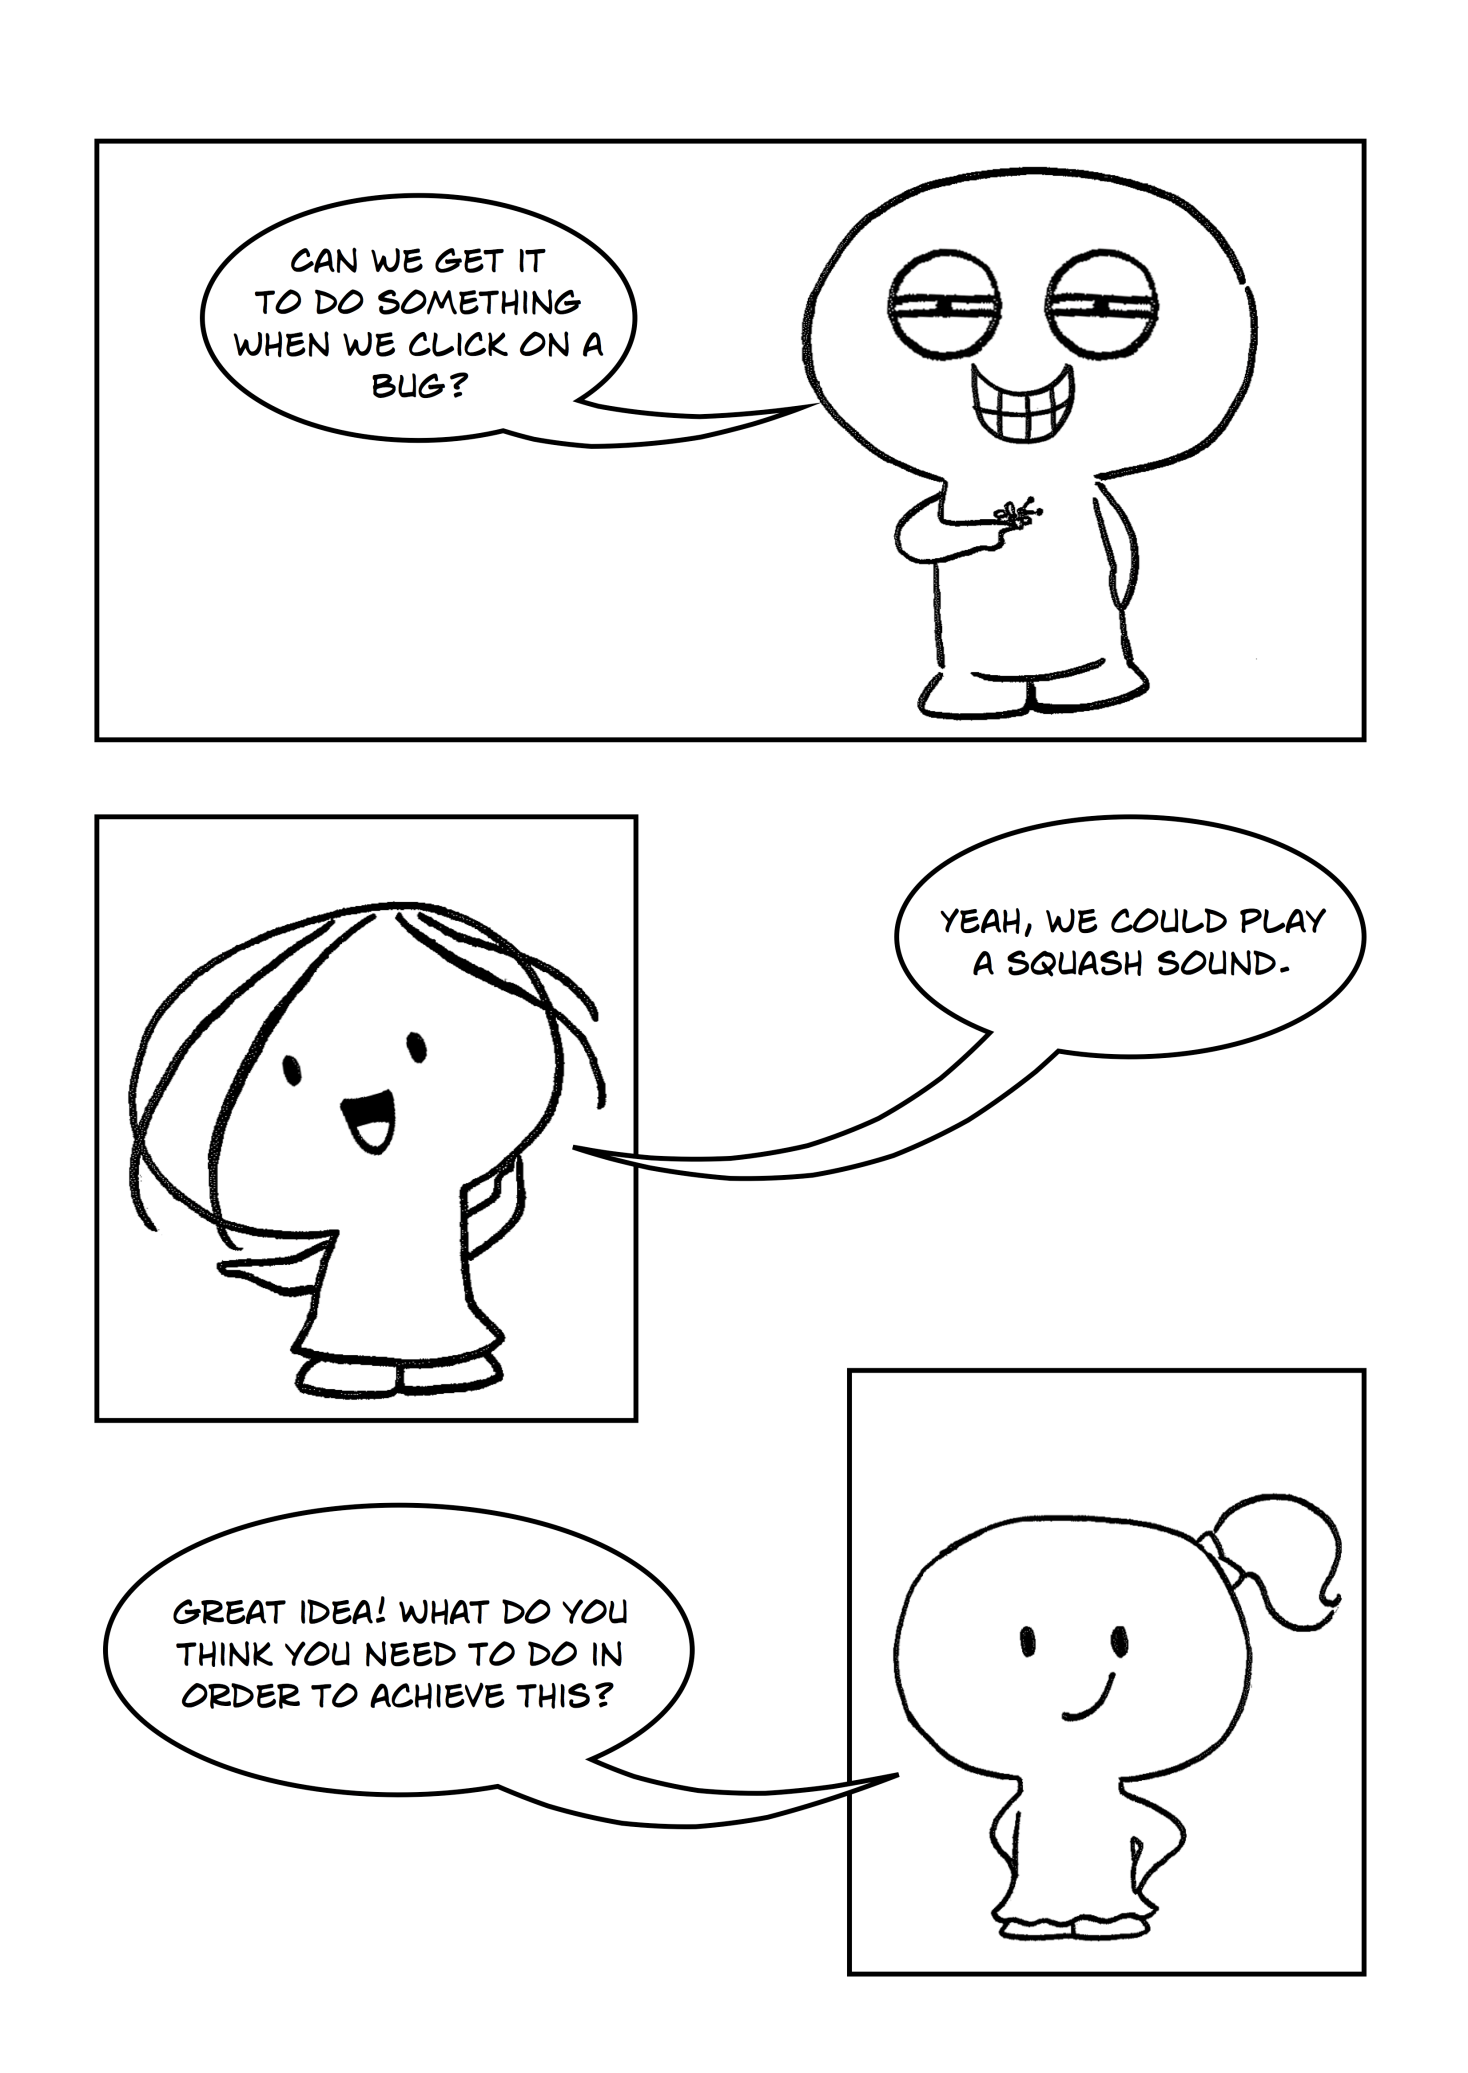 CAN WE GET IT
TO DO SOMETHING
WHEN WE CLICK ON A
BUG?
YEAH, WE COULD PLAY
A SQUASH SOUND.
GREAT IDEA! WHAT DO YOU
THINK YOU NEED TO DO IN
ORDER TO ACHIEVE THIS?